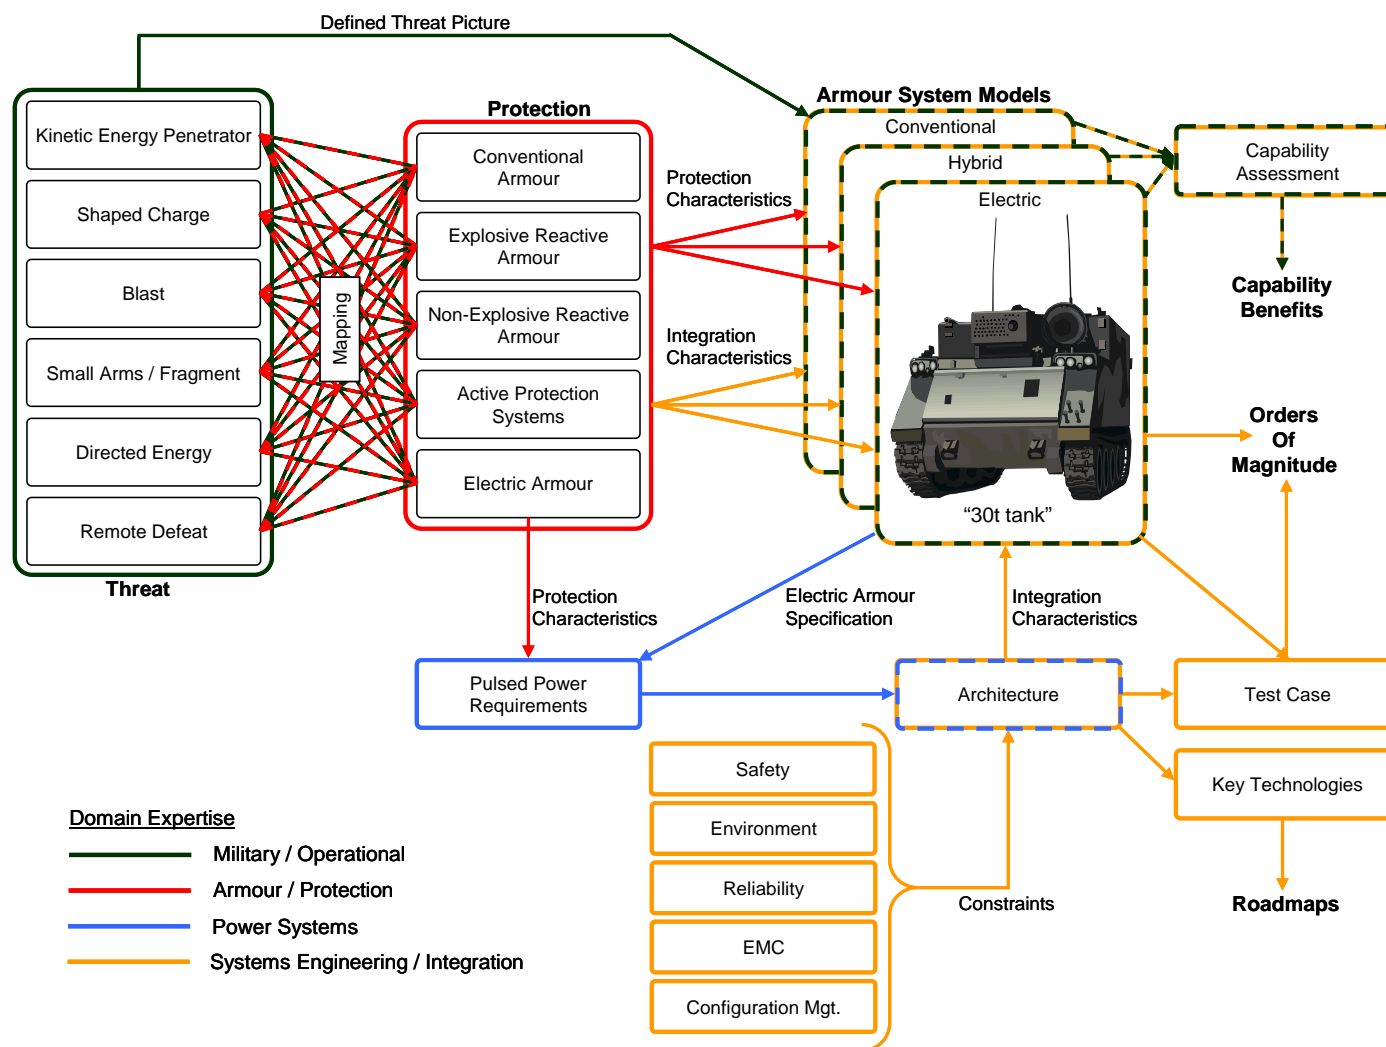 Defined Threat Picture
Kinetic Energy Penetrator
Shaped Charge
Blast
Small Arms / Fragment
Directed Energy
Remote Defeat
Threat
Mapping
Protection
Conventional
Armour
Explosive Reactive
Armour
Non-Explosive Reactive
Armour
Active Protection
Systems
Electric Armour
Protection
Characteristics
Integration
Characteristics
Armour System Models
Conventional
Hybrid
Electric
“30t tank”
Capability
Assessment
Capability
Benefits
Orders
Of
Magnitude
Protection
Characteristics
Electric Armour
Specification
Integration
Characteristics
Pulsed Power
Requirements
Architecture
Test Case
Key Technologies
Roadmaps
Safety
Environment
Reliability
EMC
Configuration Mgt.
Constraints
Domain Expertise
Military / Operational
Armour / Protection
Power Systems
Systems Engineering / Integration